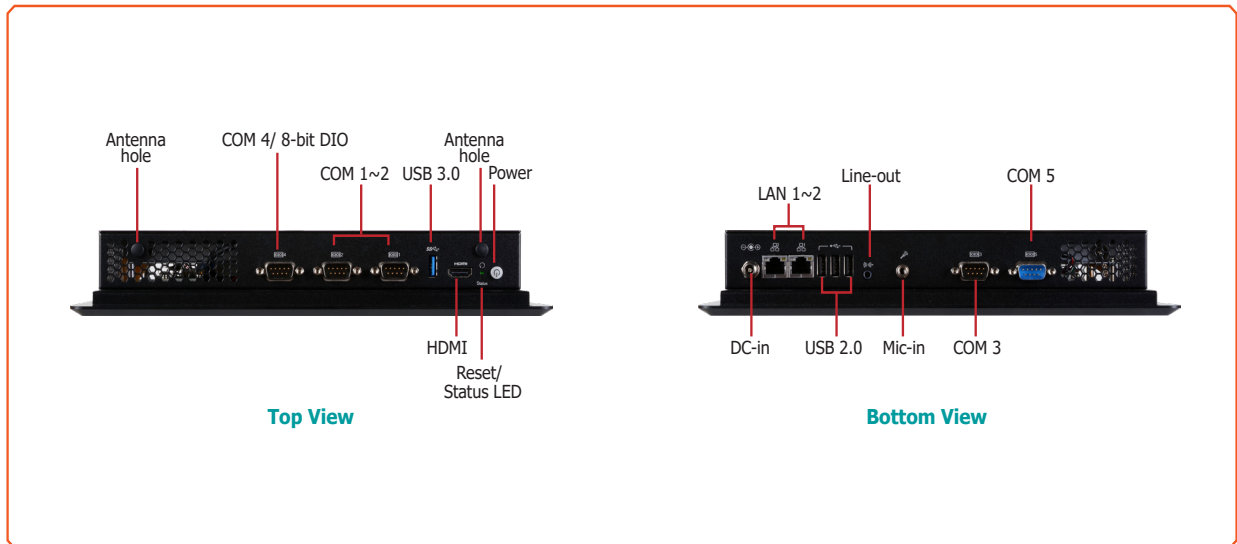 Antenna
hole
COM 4/ 8-bit DIO
COM 1~2
USB 3.0
Antenna
hole
Power
HDMI
Status
HDMI
Reset/
Status LED
Top View
LAN 1~2
Line-out
COM 5
DC-in
USB 2.0
Mic-in
COM 3
Bottom View